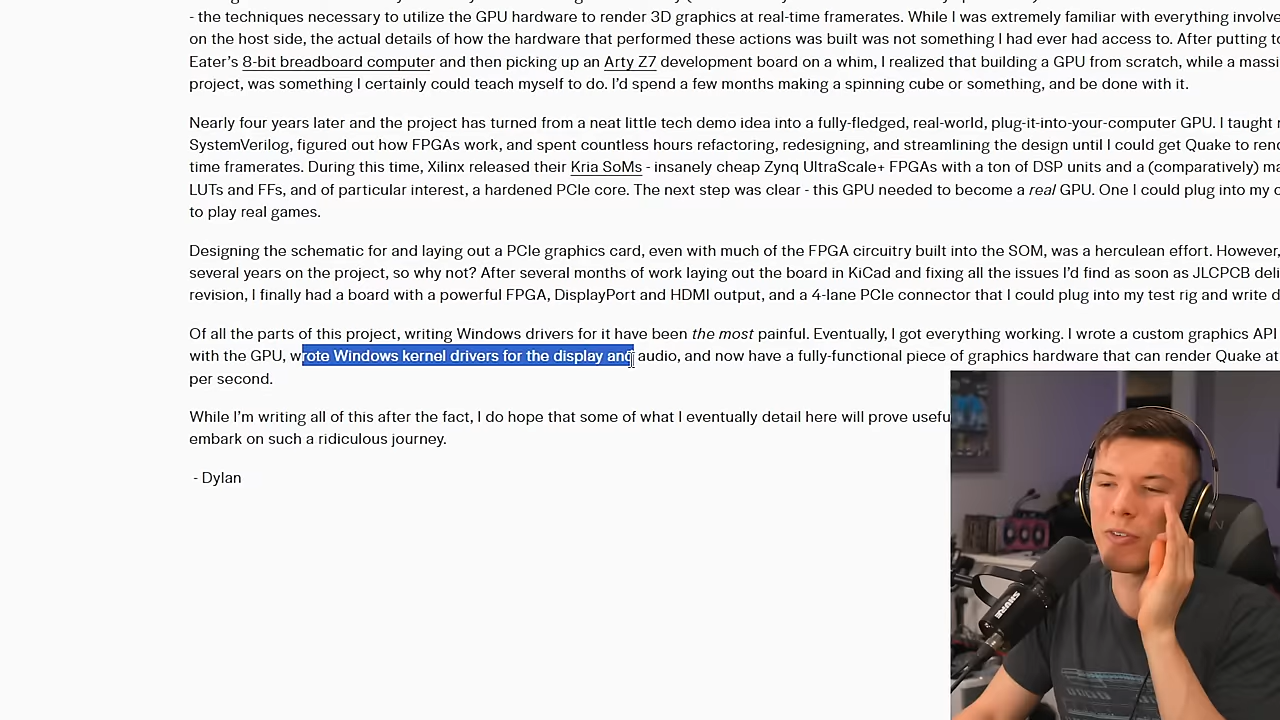 - the techniques necessary to utilize the GPU hardware to render 3D graphics at real-time framerates. While I was extremely familiar with everything involve
on the host side, the actual details of how the hardware that performed these actions was built was not something I had ever had access to. After putting to
Eater's 8-bit breadboard computer and then picking up an Arty Z7 development board on a whim, I realized that building a GPU from scratch, while a massi
project, was something I certainly could teach myself to do. I'd spend a few months making a spinning cube or something, and be done with it.
Nearly four years later and the project has turned from a neat little tech demo idea into a fully-fledged, real-world, plug-it-into-your-computer GPU. I taught
SystemVerilog, figured out how FPGAs work, and spent countless hours refactoring, redesigning, and streamlining the design until I could get Quake to
time framerates. During this time, Xilinx released their Kria SoMs - insanely cheap Zynq UltraScale+ FPGAs with a ton of DSP units and a (comparatively)
LUTs and FFs, and of particular interest, a hardened PCIe core. The next step was clear - this GPU needed to become a real GPU. One I could plug into my
to play real games.
Designing the schematic for and laying out a PCIe graphics card, even with much of the FPGA circuitry built into the SOM, was a herculean effort. However,
several years on the project, so why not? After several months of work laying out the board in KiCad and fixing all the issues I'd find as soon as JLCPCB deli
revision, I finally had a board with a powerful FPGA, DisplayPort and HDMI output, and a 4-lane PCIe connector that I could plug into my test rig and write d
Of all the parts of this project, writing Windows drivers for it have been the most painful. Eventually, I got everything working. I wrote a custom graphics API
with the GPU, wrote Windows kernel drivers for the display and audio, and now have a fully-functional piece of graphics hardware that can render Quake at
per second.
While I'm writing all of this after the fact, I do hope that some of what I eventually detail here will prove usefu
embark on such a ridiculous journey.
- Dylan
SHURE